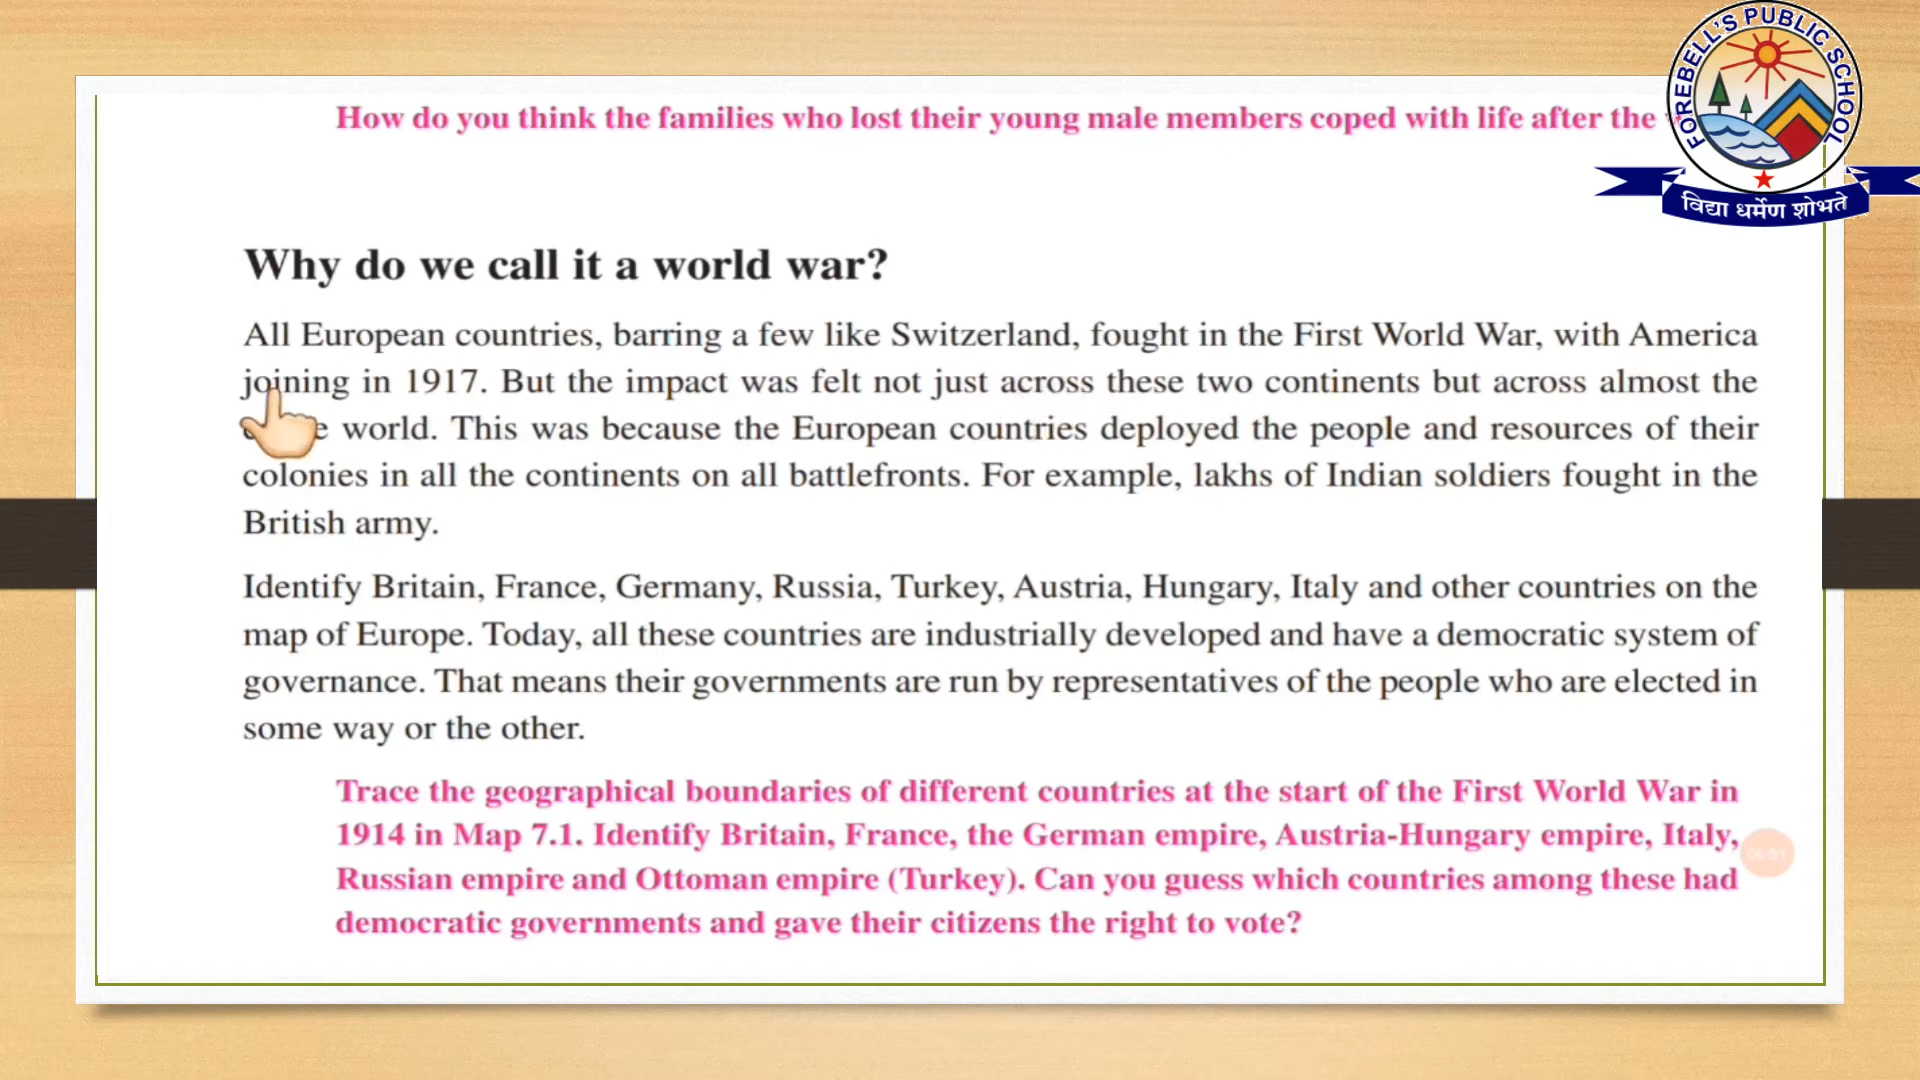 FOREBELL'S PUBLIC SCHOOL
विद्या धर्मेण शोभते
How do you think the families who lost their young male members coped with life after the
Why do we call it a world war?
All European countries, barring a few like Switzerland, fought in the First World War, with America
joining in 1917. But the impact was felt not just across these two continents but across almost the
world. This was because the European countries deployed the people and resources of their
colonies in all the continents on all battlefronts. For example, lakhs of Indian soldiers fought in the
British army.
Identify Britain, France, Germany, Russia, Turkey, Austria, Hungary, Italy and other countries on the
map of Europe. Today, all these countries are industrially developed and have a democratic system of
governance. That means their governments are run by representatives of the people who are elected in
some way or the other.
Trace the geographical boundaries of different countries at the start of the First World War in
1914 in Map 7.1. Identify Britain, France, the German empire, Austria-Hungary empire, Italy,
Russian empire and Ottoman empire (Turkey). Can you guess which countries among these had
democratic governments and gave their citizens the right to vote?